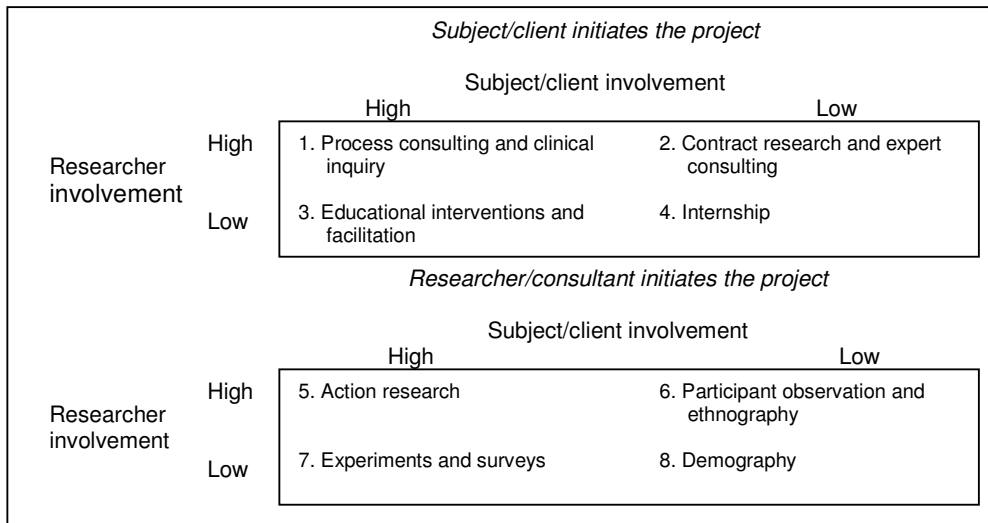 Subject/client initiates the project
Subject/client involvement
High Low
High 1. Process consulting and clinical 2. Contract research and expert
Researcher inquiry consulting
involvement
Low 3. Educational interventions and 4. Internship
facilitation
Researcher/consultant initiates the project
Subject/client involvement
High Low
High 5. Action research 6. Participant observation and
Researcher ethnography
involvement
Low 7. Experiments and surveys 8. Demography